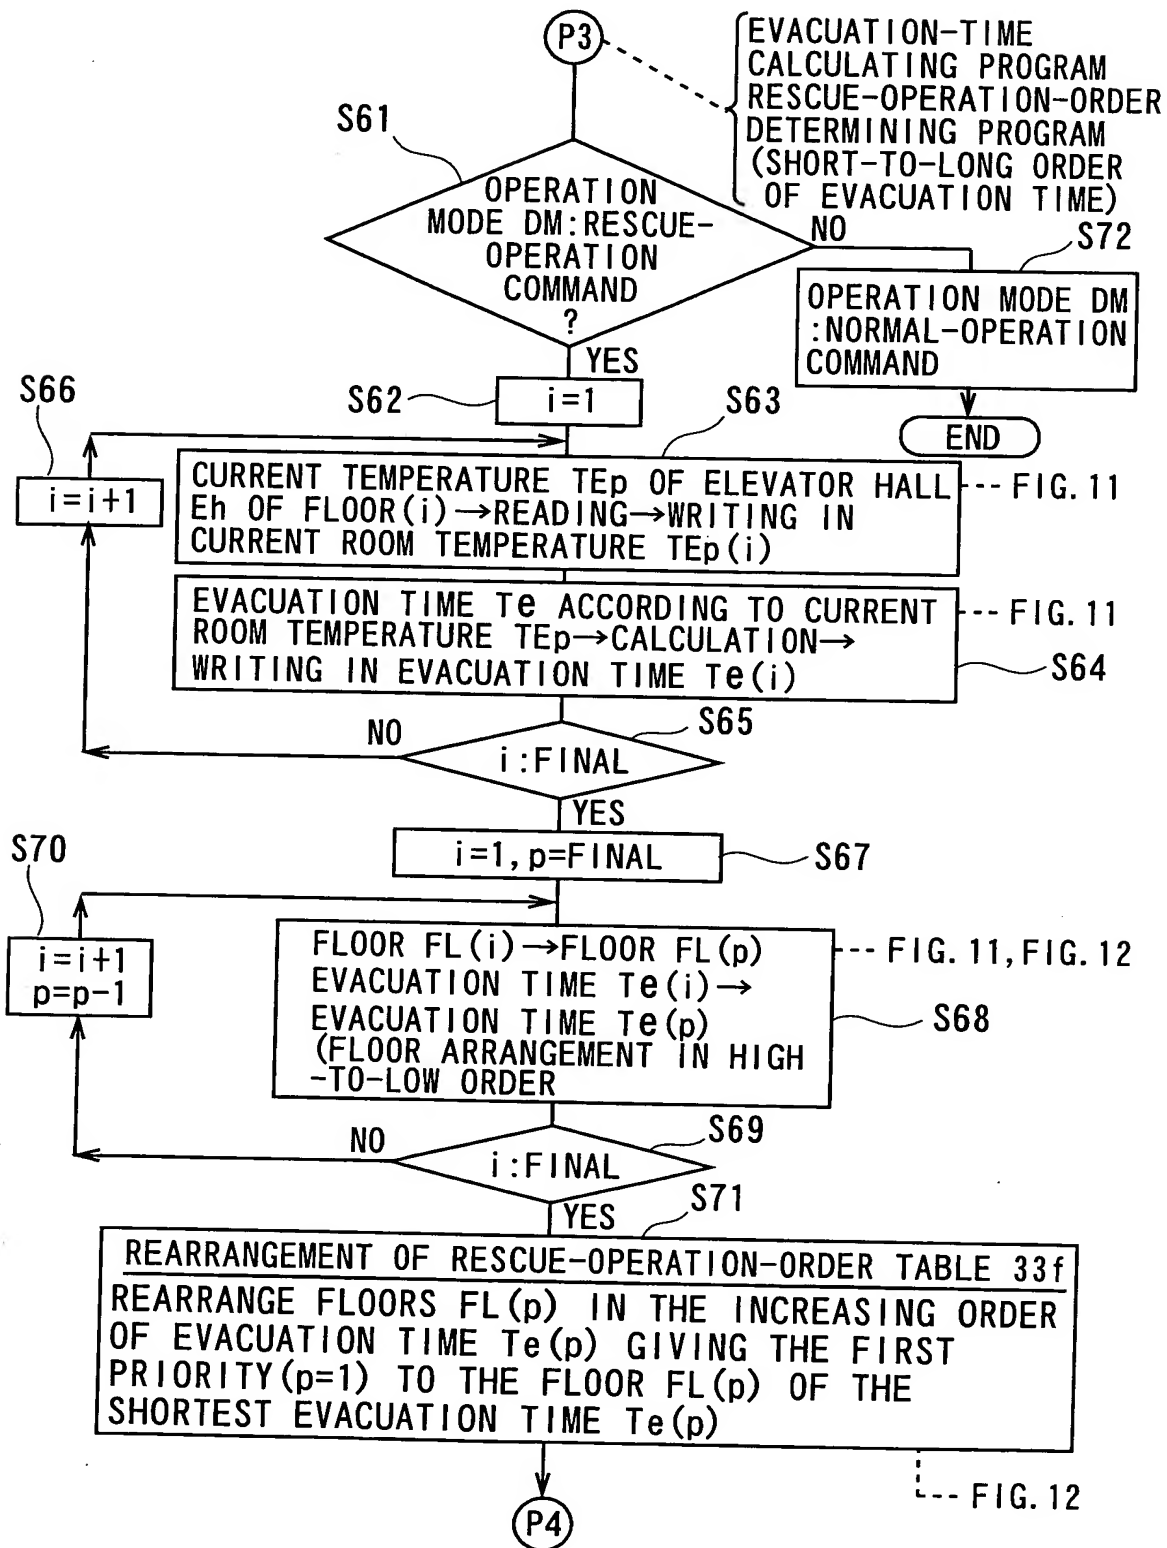 P3
EVACUATION-TIME
CALCULATING PROGRAM
RESCUE-OPERATION-ORDER
DETERMINING PROGRAM
(SHORT-TO-LONG ORDER
OF EVACUATION TIME)
S61
OPERATION
MODE DM:RESCUE-
OPERATION
COMMAND
?
NO
S72
OPERATION MODE DM
:NORMAL-OPERATION
COMMAND
END
YES
S62
i=1
S66
i=i+1
S63
CURRENT TEMPERATURE TEp OF ELEVATOR HALL
Eh OF FLOOR(i)→READING→WRITING IN
CURRENT ROOM TEMPERATURE TEp(i)
--- FIG. 11
EVACUATION TIME Te ACCORDING TO CURRENT
ROOM TEMPERATURE TEp→CALCULATION→
WRITING IN EVACUATION TIME Te(i)
--- FIG. 11
S64
S65
NO
i:FINAL
YES
i=1, p=FINAL
S67
S70
i=i+1
p=p-1
FLOOR FL(i)→FLOOR FL(p)
EVACUATION TIME Te(i)→
EVACUATION TIME Te(p)
(FLOOR ARRANGEMENT IN HIGH
-TO-LOW ORDER
--- FIG. 11, FIG. 12
S68
S69
NO
i:FINAL
YES
S71
REARRANGEMENT OF RESCUE-OPERATION-ORDER TABLE 33f
REARRANGE FLOORS FL(p) IN THE INCREASING ORDER
OF EVACUATION TIME Te(p) GIVING THE FIRST
PRIORITY(p=1) TO THE FLOOR FL(p) OF THE
SHORTEST EVACUATION TIME Te(p)
--- FIG. 12
P4